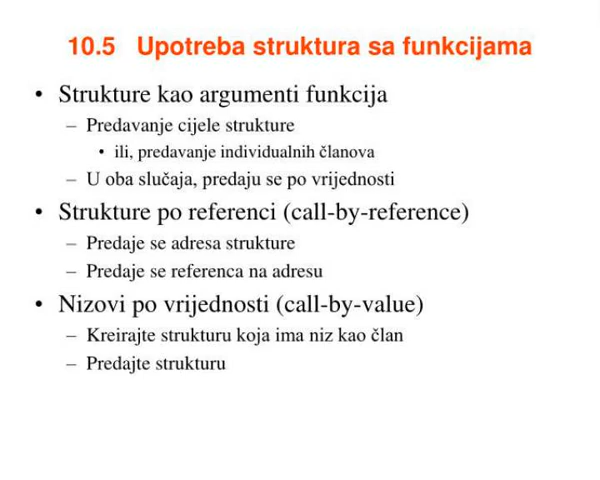 10.5 Upotreba struktura sa funkcijama
• Strukture kao argumenti funkcija
– Predavanje cijele strukture
• ili, predavanje individualnih članova
– U oba slučaja, predaju se po vrijednosti
• Strukture po referenci (call-by-reference)
– Predaje se adresa strukture
– Predaje se referenca na adresu
• Nizovi po vrijednosti (call-by-value)
– Kreirajte strukturu koja ima niz kao član
– Predajte strukturu